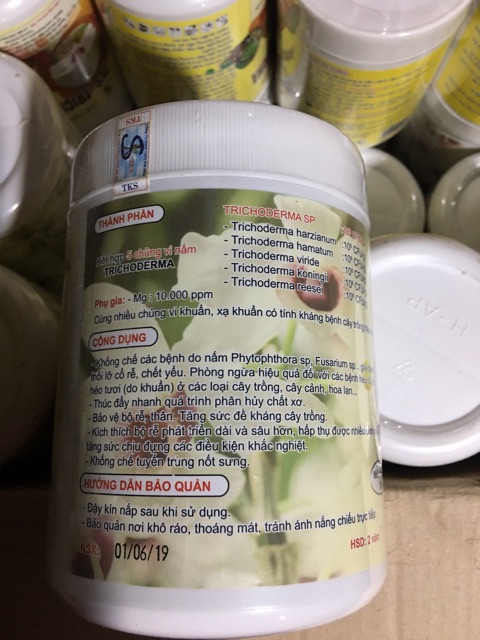 TKS
TKS
THÀNH PHẦN
TRICHODERMA SP
Kết hợp 5 chủng vi nấm
TRICHODERMA
- Trichoderma harzianum
- Trichoderma hamatum
- Trichoderma viride
- Trichoderma koningii
- Trichoderma reesei
Phụ gia: - Mg : 10.000 ppm
Cùng nhiều chủng vi khuẩn, xạ khuẩn có tính kháng bệnh cây trồng
CÔNG DỤNG
- Khống chế các bệnh do nấm Phytophthora sp, Fusarium sp...
thối lở cổ rễ, chết yểu. Phòng ngừa hiệu quả đối với các bệnh
héo tươi (do khuẩn) ở các loại cây trồng, cây cảnh, hoa lan...
- Thúc đẩy nhanh quá trình phân hủy chất xơ.
- Bảo vệ bộ rễ, thân. Tăng sức đề kháng cây trồng.
- Kích thích bộ rễ phát triển dài và sâu hơn, hấp thụ được nhiều
tăng sức chịu đựng các điều kiện khắc nghiệt.
- Khống chế tuyến trùng nốt sưng.
HƯỚNG DẪN BẢO QUẢN
- Đậy kín nắp sau khi sử dụng.
- Bảo quản nơi khô ráo, thoáng mát, tránh ánh nắng chiếu trực tiếp
NSX: 01/06/19
HSD: 2 năm